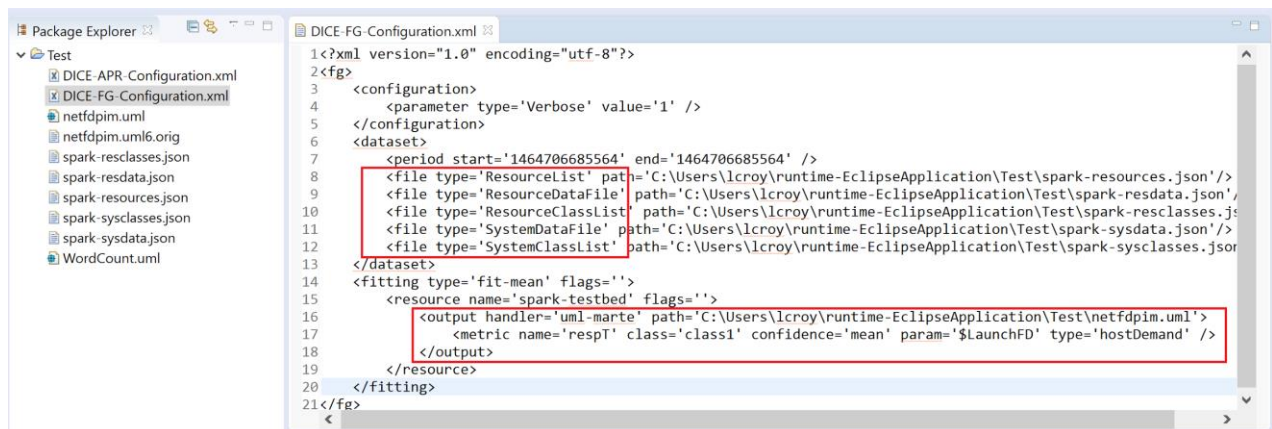 Package Explorer
Test
DICE-APR-Configuration.xml
DICE-FG-Configuration.xml
netfdpim.uml
netfdpim.uml6.orig
spark-resclasses.json
spark-resdata.json
spark-resources.json
spark-sysclasses.json
spark-sysdata.json
WordCount.uml
DICE-FG-Configuration.xml
1<?xml version="1.0" encoding="utf-8"?>
2<fg>
3    <configuration>
4        <parameter type='Verbose' value='1' />
5    </configuration>
6    <dataset>
7        <period start='1464706685564' end='1464706685564' />
8        <file type='ResourceList' path='C:\Users\lcroy\runtime-EclipseApplication\Test\spark-resources.json'/>
9        <file type='ResourceDataFile' path='C:\Users\lcroy\runtime-EclipseApplication\Test\spark-resdata.json'/
10        <file type='ResourceClassList' path='C:\Users\lcroy\runtime-EclipseApplication\Test\spark-resclasses.js
11        <file type='SystemDataFile' path='C:\Users\lcroy\runtime-EclipseApplication\Test\spark-sysdata.json'/>
12        <file type='SystemClassList' path='C:\Users\lcroy\runtime-EclipseApplication\Test\spark-sysclasses.jsor
13    </dataset>
14    <fitting type='fit-mean' flags=''>
15        <resource name='spark-testbed' flags=''>
16            <output handler='uml-marte' path='C:\Users\lcroy\runtime-EclipseApplication\Test\netfdpim.uml'>
17                <metric name='respT' class='class1' confidence='mean' param='$LaunchFD' type='hostDemand' />
18            </output>
19        </resource>
20    </fitting>
21</fg>